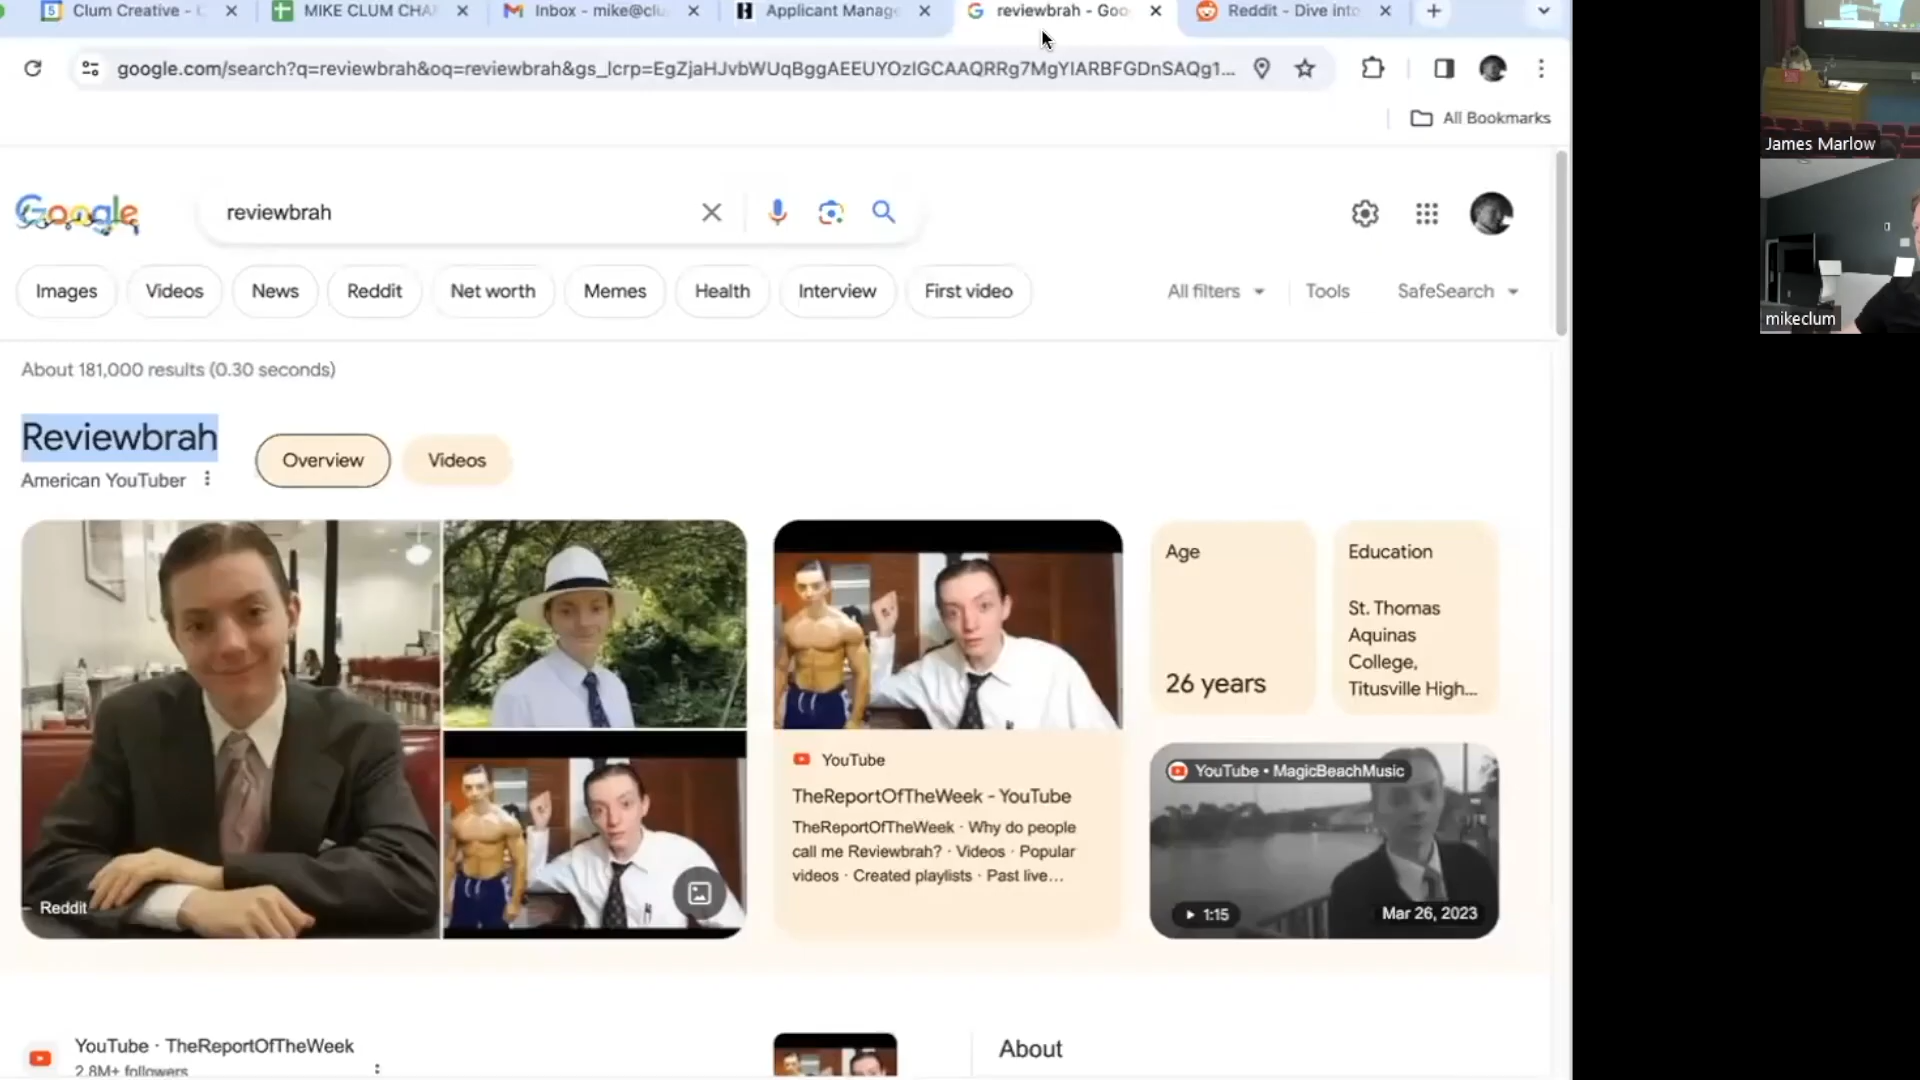 Clum Creative -
MIKE CLUM CHA
Inbox - mike@clu
Applicant Manag
reviewbrah - Goo
Reddit - Dive into
google.com/search?q=reviewbrah&oq=reviewbrah&gs_lcrp=EgZjaHJvbWUqBggAEEUYOzIGCAAQRRg7MgYIARBFGDnSAQg1...
All Bookmarks
James Marlow
mikeclum
Google
reviewbrah
Images
Videos
News
Reddit
Net worth
Memes
Health
Interview
First video
All filters
Tools
SafeSearch
About 181,000 results (0.30 seconds)
Reviewbrah
American YouTuber
Overview
Videos
Reddit
YouTube
TheReportOfTheWeek - YouTube
TheReportOfTheWeek · Why do people
call me Reviewbrah? · Videos · Popular
videos · Created playlists · Past live...
Age
26 years
Education
St. Thomas
Aquinas
College,
Titusville High...
YouTube • MagicBeachMusic
1:15
Mar 26, 2023
YouTube · TheReportOfTheWeek
2.8M+ followers
About